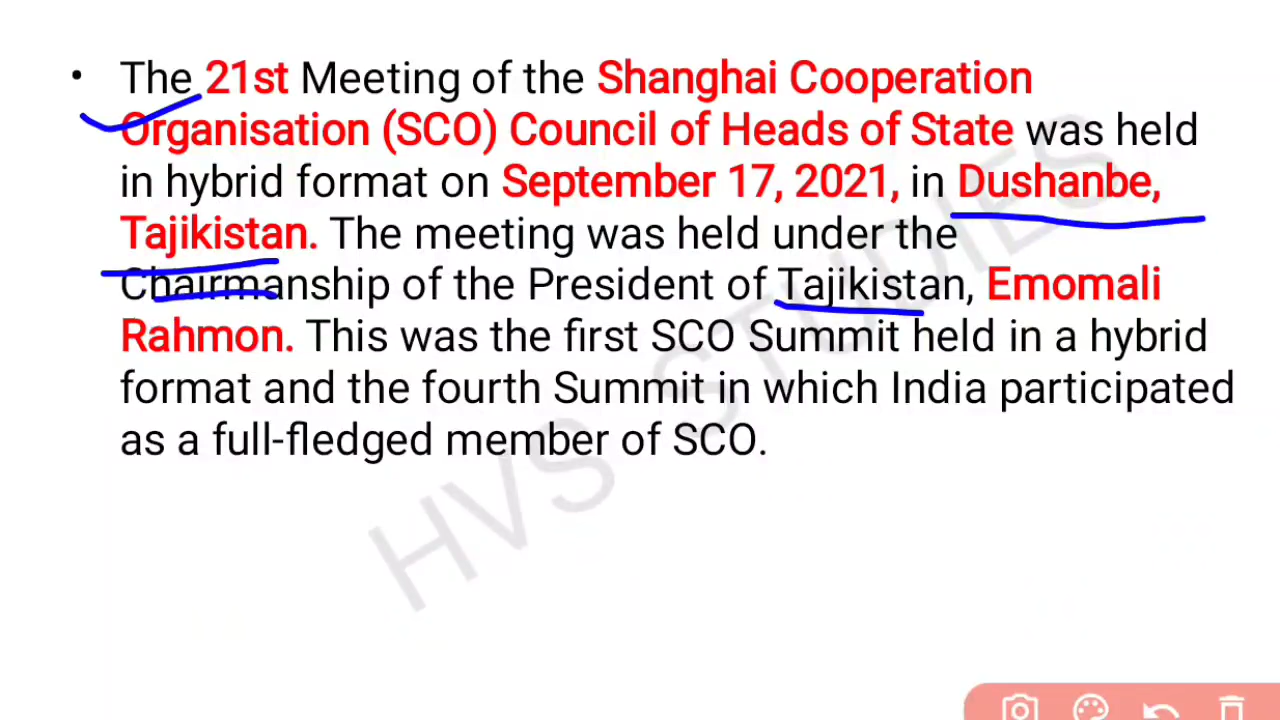 • The 21st Meeting of the Shanghai Cooperation
Organisation (SCO) Council of Heads of State was held
in hybrid format on September 17, 2021, in Dushanbe,
Tajikistan. The meeting was held under the
Chairmanship of the President of Tajikistan, Emomali
Rahmon. This was the first SCO Summit held in a hybrid
format and the fourth Summit in which India participated
as a full-fledged member of SCO.
HVS STUDIES